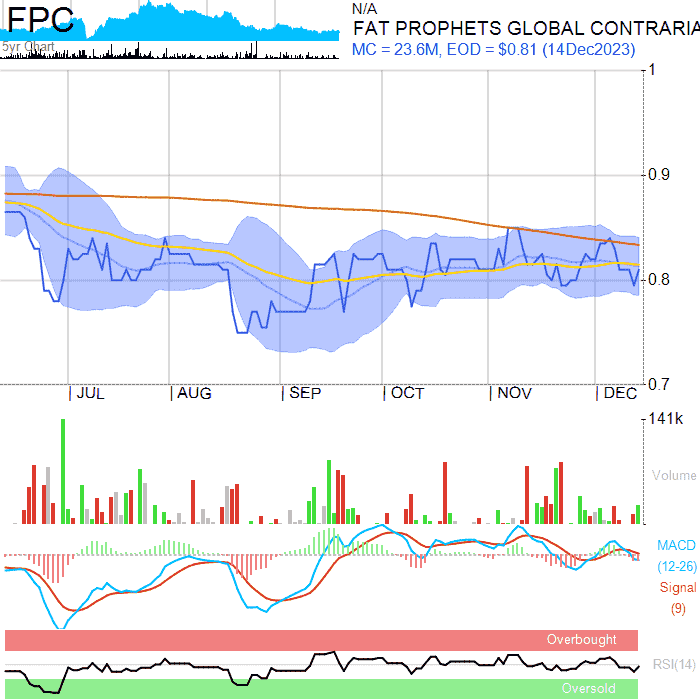 FPC
5yr Chart
N/A
FAT PROPHETS GLOBAL CONTRARIA
MC = 23.6M, EOD = $0.81 (14Dec2023)
1
0.9
0.8
0.7
JUL AUG SEP OCT NOV DEC
141k
Volume
MACD
(12-26)
Signal
(9)
Overbought
RSI(14)
Oversold